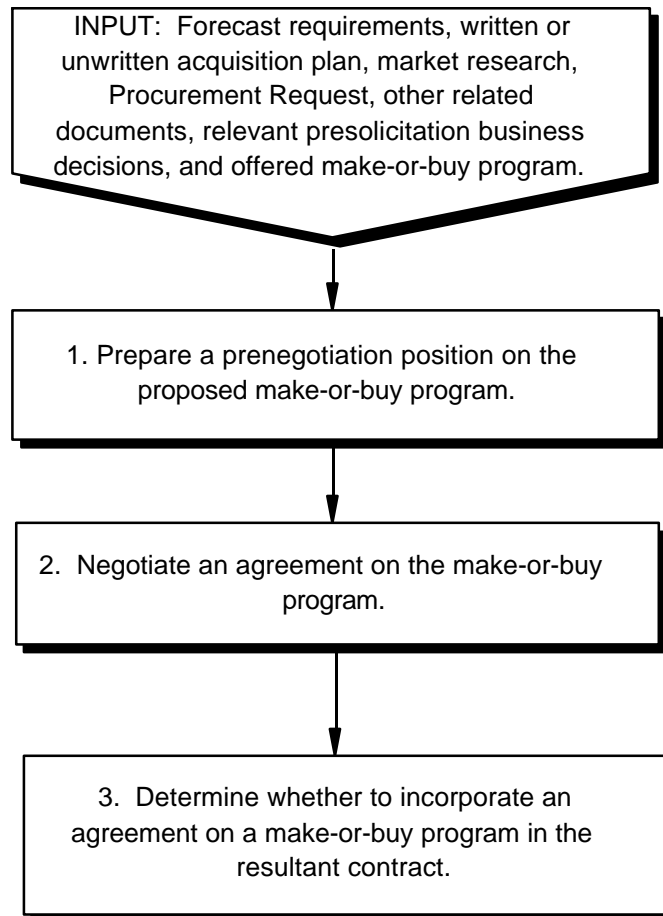 INPUT:  Forecast requirements, written or
unwritten acquisition plan, market research,
Procurement Request, other related
documents, relevant presolicitation business
decisions, and offered make-or-buy program.
1. Prepare a prenegotiation position on the
proposed make-or-buy program.
2.  Negotiate an agreement on the make-or-buy
program.
3.  Determine whether to incorporate an
agreement on a make-or-buy program in the
resultant contract.